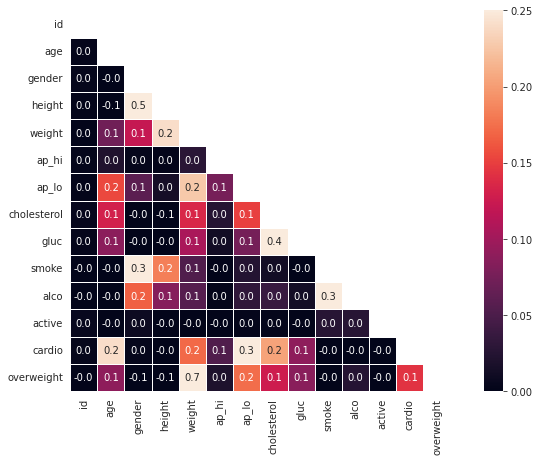 id
age 0.0
gender 0.0 -0.0
height 0.0 -0.1 0.5
weight 0.0 0.1 0.1 0.2
ap_hi 0.0 0.0 0.0 0.0 0.0
ap_lo 0.0 0.2 0.1 0.0 0.2 0.1
cholesterol 0.0 0.1 -0.0 -0.1 0.1 0.0 0.1
gluc 0.0 0.1 -0.0 -0.0 0.1 0.0 0.1 0.4
smoke -0.0 -0.0 0.3 0.2 0.1 -0.0 0.0 0.0 -0.0
alco -0.0 -0.0 0.2 0.1 0.1 0.0 0.0 0.0 0.0 0.3
active 0.0 -0.0 0.0 -0.0 -0.0 -0.0 0.0 0.0 -0.0 0.0 0.0
cardio 0.0 0.2 0.0 -0.0 0.2 0.1 0.3 0.2 0.1 -0.0 -0.0 -0.0
overweight -0.0 0.1 -0.1 -0.1 0.7 0.0 0.2 0.1 0.1 -0.0 0.0 -0.0 0.1
id age gender height weight ap_hi ap_lo cholesterol gluc smoke alco active cardio overweight
0.25
0.20
0.15
0.10
0.05
0.00